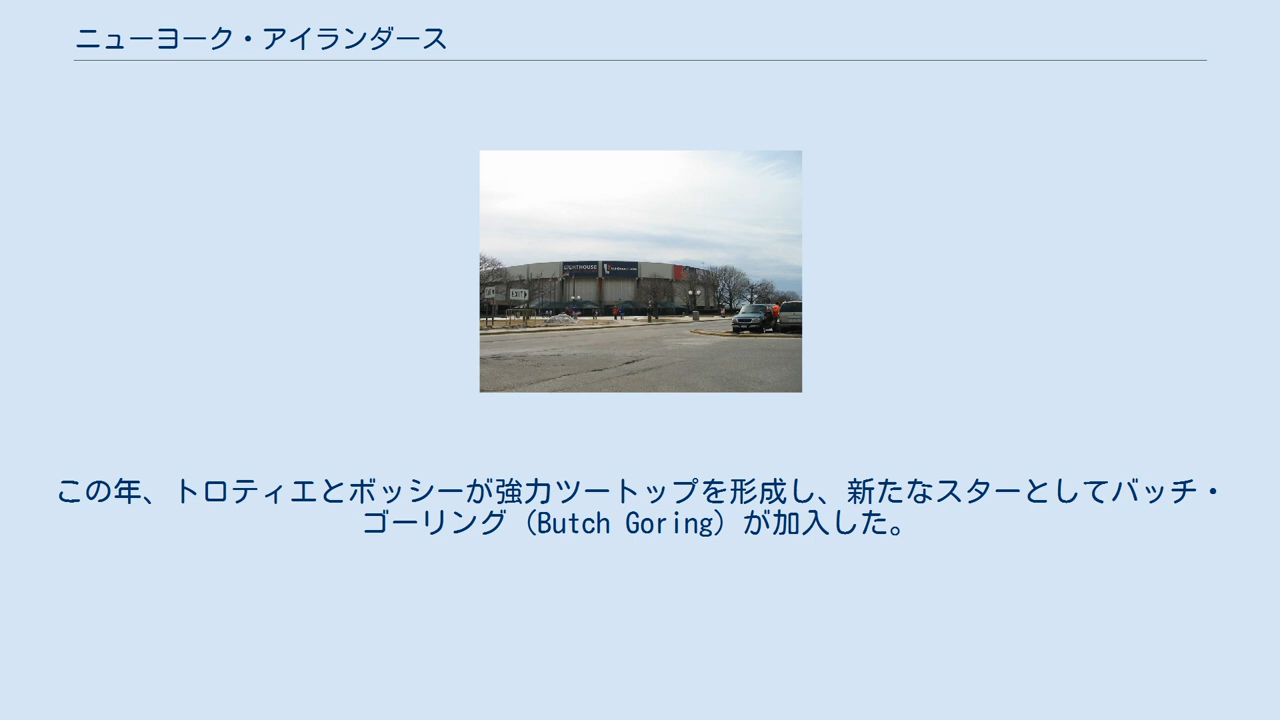 ニューヨーク・アイランダース
LIGHTHOUSE
EXIT
この年、トロティエとボッシーが強力ツートップを形成し、新たなスターとしてバッチ・
ゴーリング（Butch Goring）が加入した。